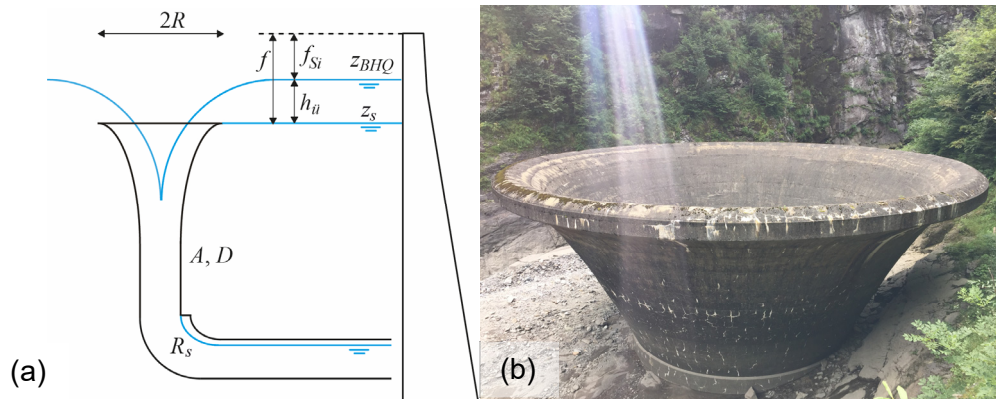 2R
f
f_Si
z_BHQ
h_ü
z_s
A, D
R_s
(a)
(b)